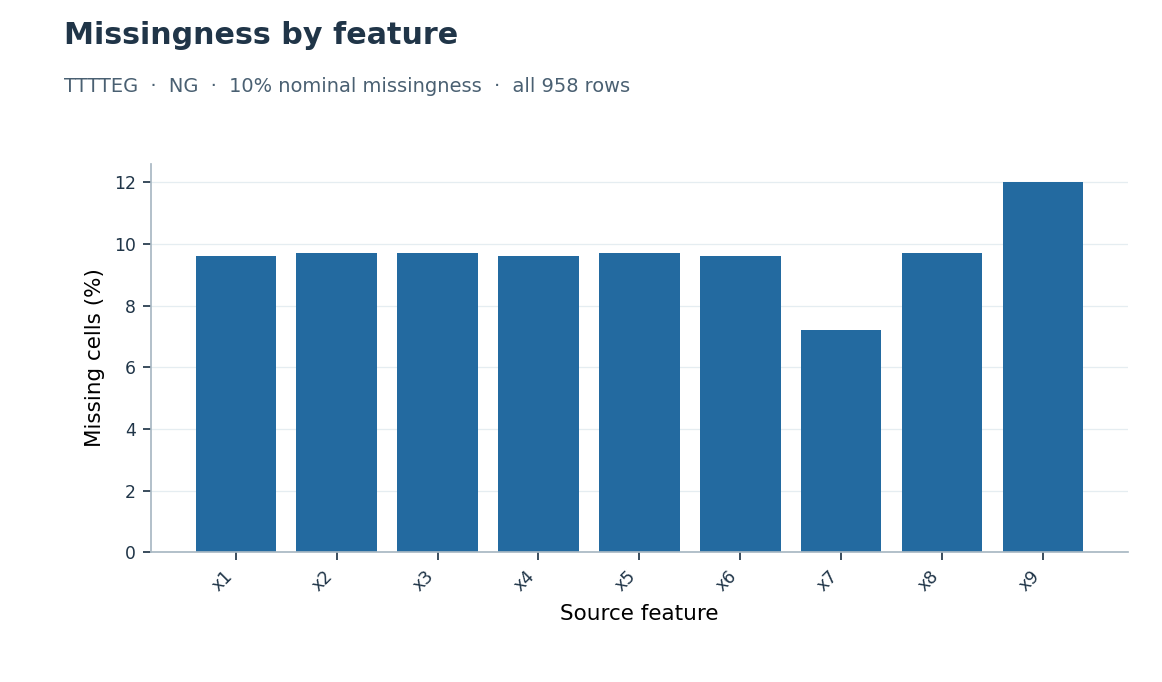 Missingness by feature
TTTTEG · NG · 10% nominal missingness · all 958 rows
12
10
8
6
4
2
0
Missing cells (%)
x1 x2 x3 x4 x5 x6 x7 x8 x9
Source feature